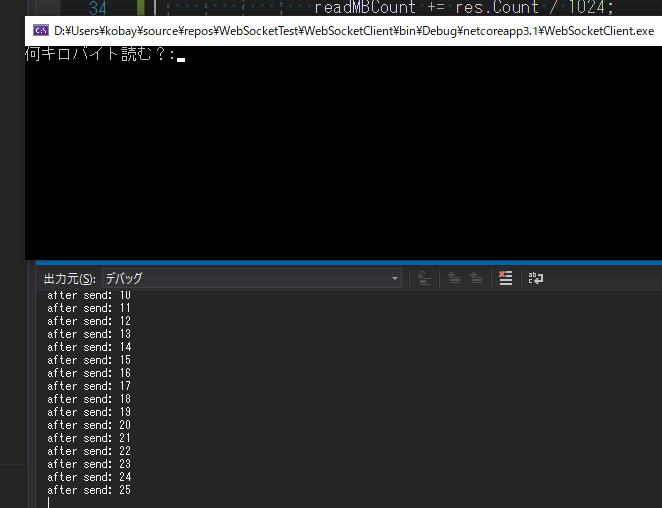 34 readMBCount += res.Count / 1024;
D:¥Users¥kobay¥source¥repos¥WebSocketTest¥WebSocketClient¥bin¥Debug¥netcoreapp3.1¥WebSocketClient.exe
何キロバイト読む？:
出力元(S): デバッグ
after send: 10
after send: 11
after send: 12
after send: 13
after send: 14
after send: 15
after send: 16
after send: 17
after send: 18
after send: 19
after send: 20
after send: 21
after send: 22
after send: 23
after send: 24
after send: 25